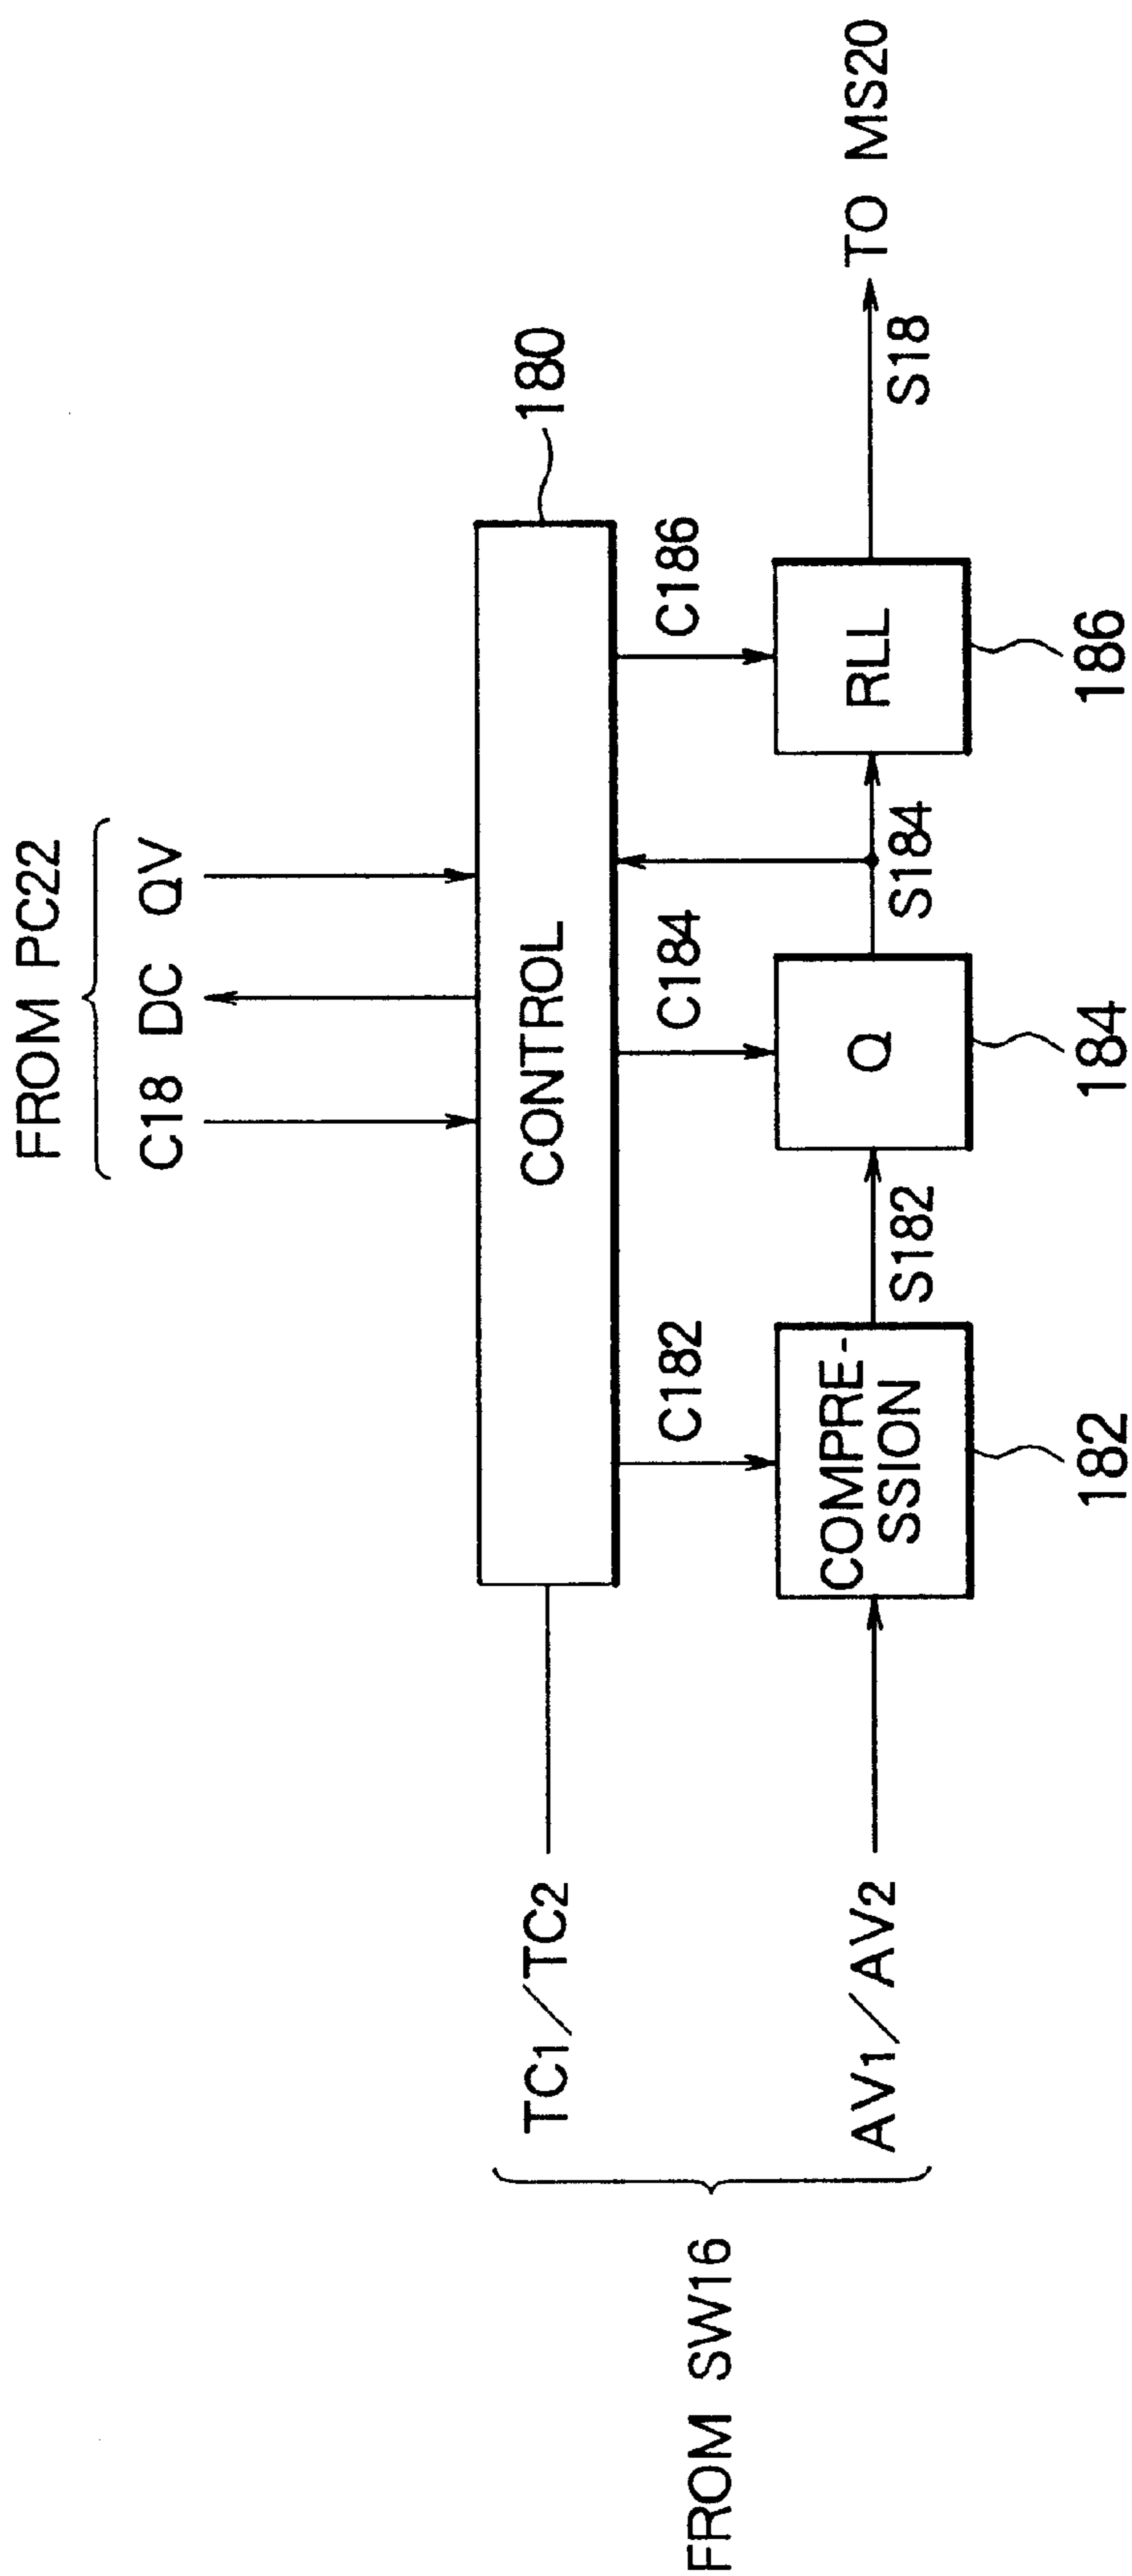 FROM PC22
C18 DC QV
180
CONTROL
TC1/TC2
C182
C184
C186
FROM SW16
AV1/AV2
COMPRE-
SSION
S182
Q
S184
RLL
S18
TO MS20
182
184
186